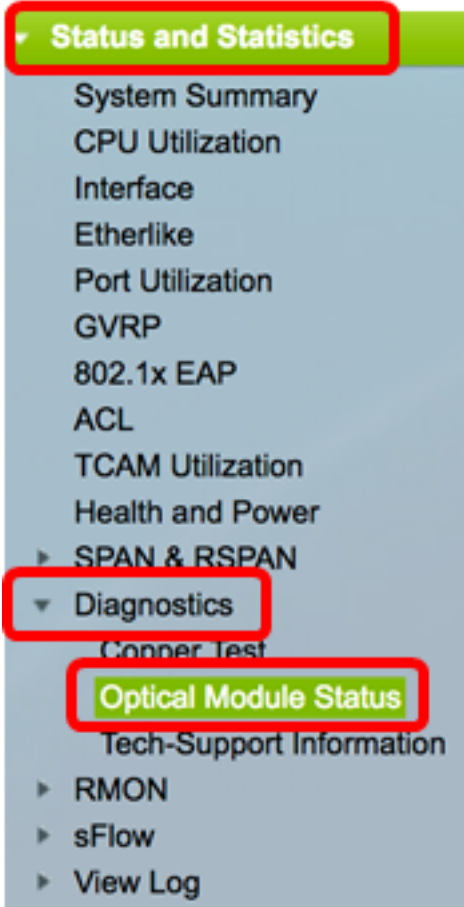 Status and Statistics
System Summary
CPU Utilization
Interface
Etherlike
Port Utilization
GVRP
802.1x EAP
ACL
TCAM Utilization
Health and Power
SPAN & RSPAN
Diagnostics
Copper Test
Optical Module Status
Tech-Support Information
RMON
sFlow
View Log